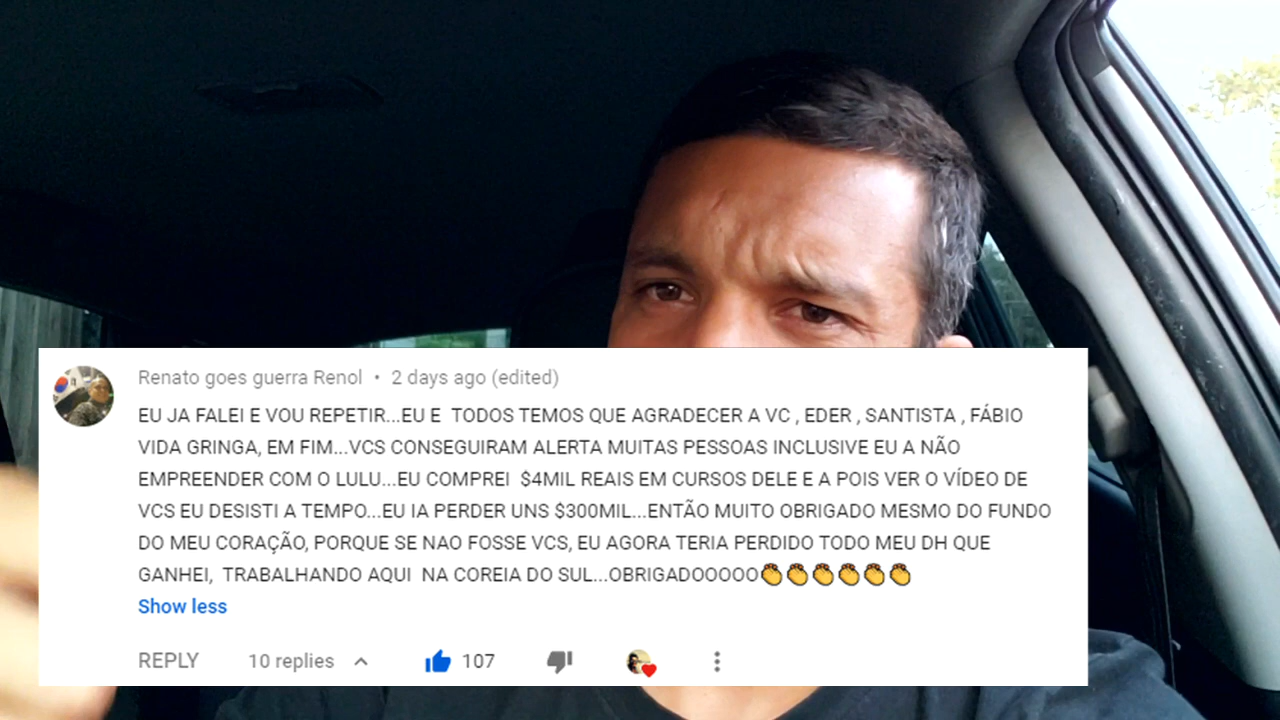 Renato goes guerra Renol • 2 days ago (edited)
EU JA FALEI E VOU REPETIR...EU E TODOS TEMOS QUE AGRADECER A VC , EDER , SANTISTA , FÁBIO
VIDA GRINGA, EM FIM...VCS CONSEGUIRAM ALERTA MUITAS PESSOAS INCLUSIVE EU A NÃO
EMPREENDER COM O LULU...EU COMPREI $4MIL REAIS EM CURSOS DELE E A POIS VER O VÍDEO DE
VCS EU DESISTI A TEMPO...EU IA PERDER UNS $300MIL...ENTÃO MUITO OBRIGADO MESMO DO FUNDO
DO MEU CORAÇÃO, PORQUE SE NAO FOSSE VCS, EU AGORA TERIA PERDIDO TODO MEU DH QUE
GANHEI, TRABALHANDO AQUI NA COREIA DO SUL...OBRIGADOOOOO👏👏👏👏👏👏
Show less
REPLY 10 replies 107